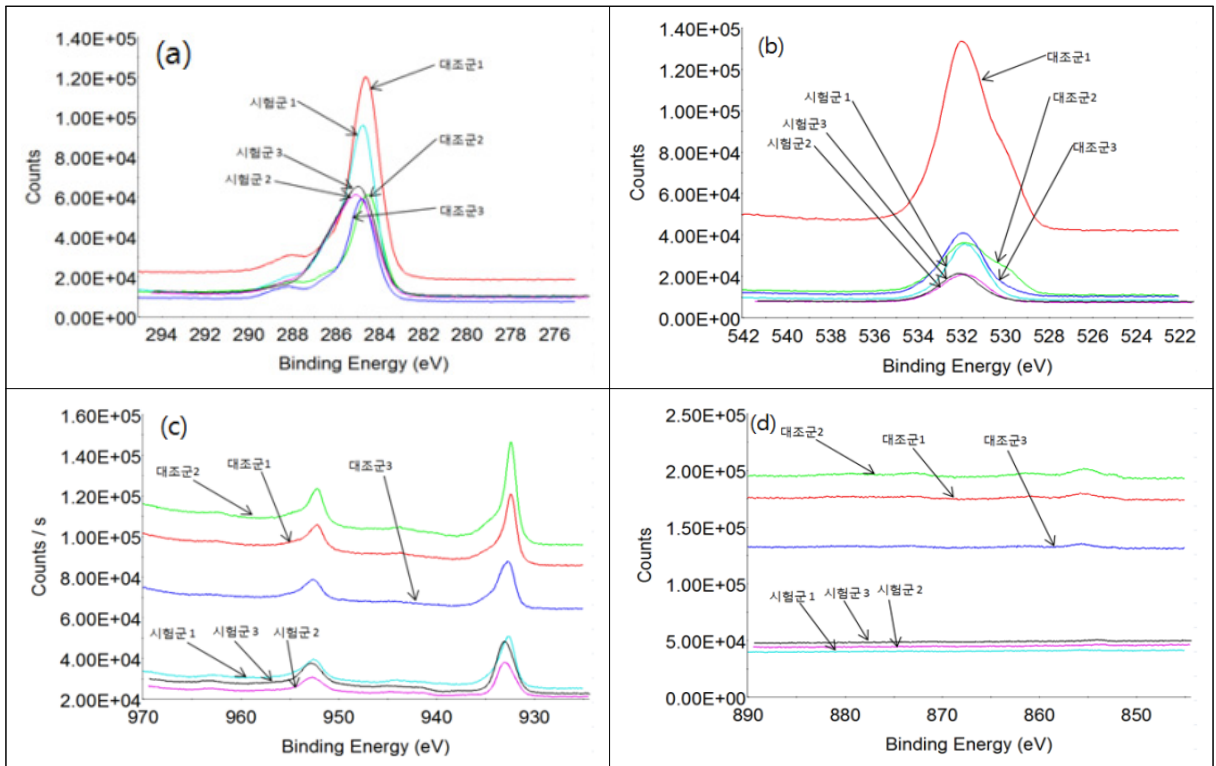 (a)
1.40E+05
1.20E+05
1.00E+05
8.00E+04
6.00E+04
4.00E+04
2.00E+04
0.00E+00
Counts
대조군1
시험군1
시험군3
대조군2
시험군2
대조군3
294 292 290 288 286 284 282 280 278 276
Binding Energy (eV)
(b)
1.40E+05
1.20E+05
1.00E+05
8.00E+04
6.00E+04
4.00E+04
2.00E+04
0.00E+00
Counts
대조군1
시험군1
대조군2
시험군3
시험군2
대조군3
542 540 538 536 534 532 530 528 526 524 522
Binding Energy (eV)
(c)
1.60E+05
1.40E+05
1.20E+05
1.00E+05
8.00E+04
6.00E+04
4.00E+04
2.00E+04
Counts / s
대조군2
대조군1
대조군3
시험군1
시험군3
시험군2
970 960 950 940 930
Binding Energy (eV)
(d)
2.50E+05
2.00E+05
1.50E+05
1.00E+05
5.00E+04
0.00E+00
Counts
대조군2
대조군1
대조군3
시험군1
시험군3
시험군2
890 880 870 860 850
Binding Energy (eV)